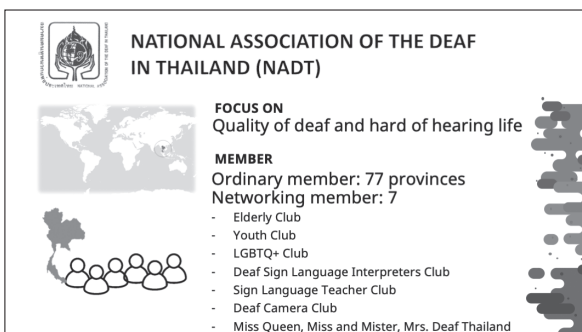 NATIONAL ASSOCIATION OF THE DEAF
IN THAILAND (NADT)
FOCUS ON
Quality of deaf and hard of hearing life
MEMBER
Ordinary member: 77 provinces
Networking member: 7
- Elderly Club
- Youth Club
- LGBTQ+ Club
- Deaf Sign Language Interpreters Club
- Sign Language Teacher Club
- Deaf Camera Club
- Miss Queen, Miss and Mister, Mrs. Deaf Thailand